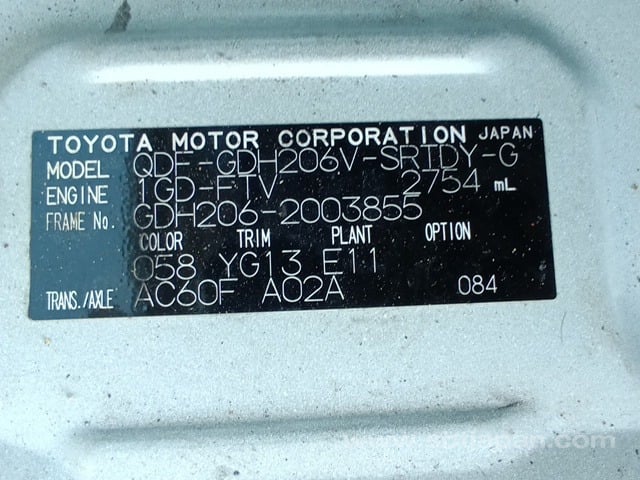 TOYOTA MOTOR CORPORATION JAPAN
MODEL QDF-GDH206V-SRTDY-G
ENGINE 1GD-FTV 2754 mL
FRAME No. GDH206-2003855
COLOR TRIM PLANT OPTION
058 YG13 E11
TRANS./AXLE AC60F A02A 084